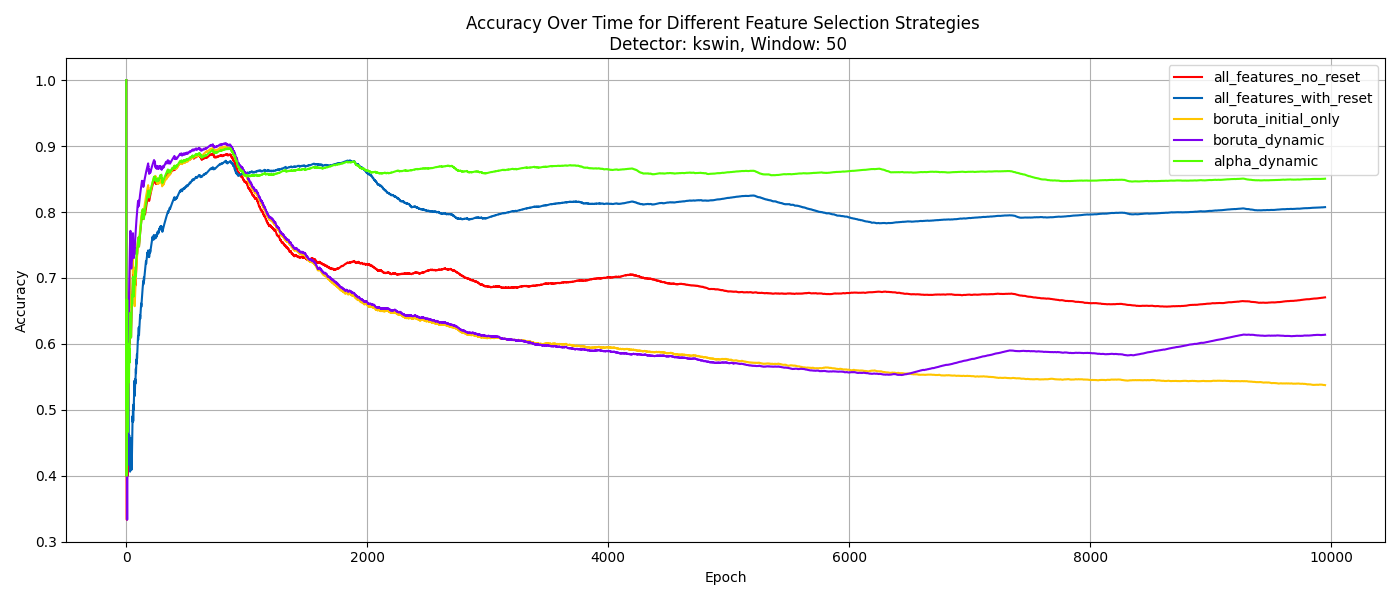 Accuracy Over Time for Different Feature Selection Strategies
Detector: kswin, Window: 50
all_features_no_reset
all_features_with_reset
boruta_initial_only
boruta_dynamic
alpha_dynamic
Accuracy
1.0
0.9
0.8
0.7
0.6
0.5
0.4
0.3
0
2000
4000
6000
8000
10000
Epoch